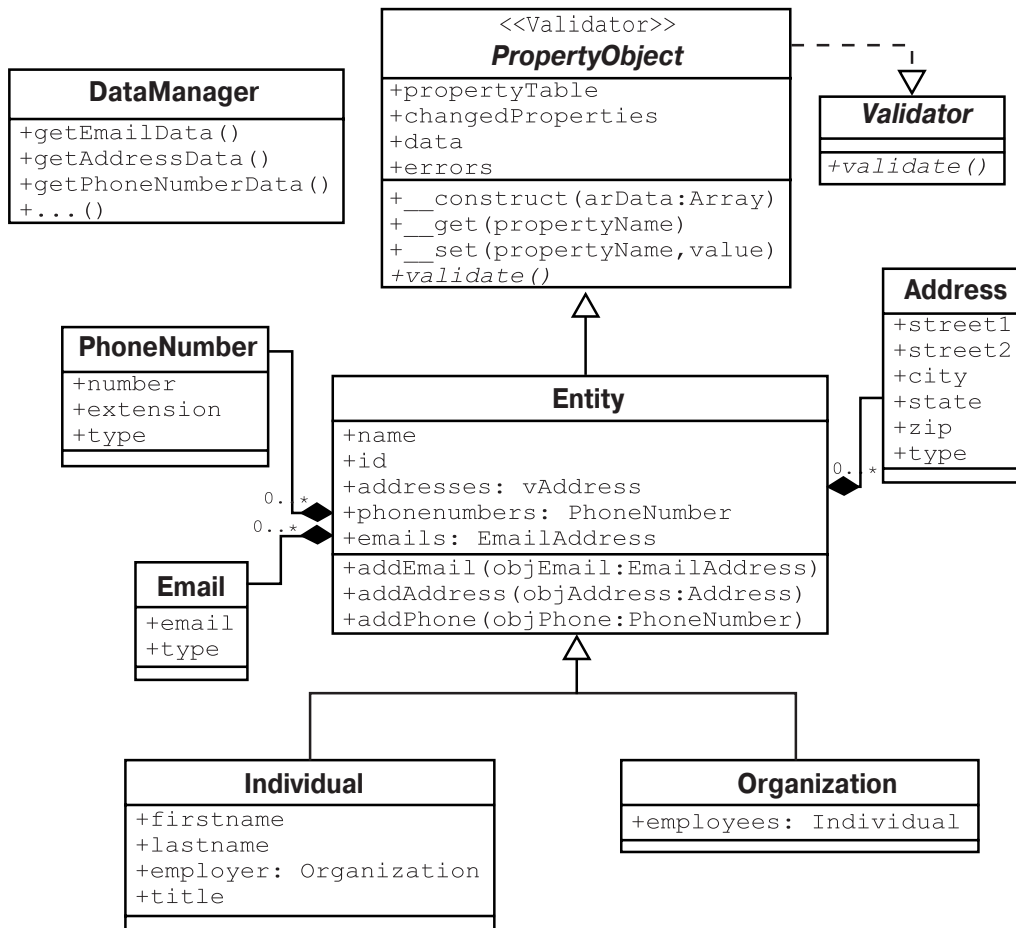 <<Validator>>
PropertyObject
+propertyTable
+changedProperties
+data
+errors
+__construct(arData:Array)
+__get(propertyName)
+__set(propertyName,value)
+validate()
DataManager
+getEmailData()
+getAddressData()
+getPhoneNumberData()
+...()
Validator
+validate()
Address
+street1
+street2
+city
+state
+zip
+type
PhoneNumber
+number
+extension
+type
Entity
+name
+id
+addresses: vAddress
+phonenumbers: PhoneNumber
+emails: EmailAddress
+addEmail(objEmail:EmailAddress)
+addAddress(objAddress:Address)
+addPhone(objPhone:PhoneNumber)
0..*
0..*
0..*
Email
+email
+type
Individual
+firstname
+lastname
+employer: Organization
+title
Organization
+employees: Individual